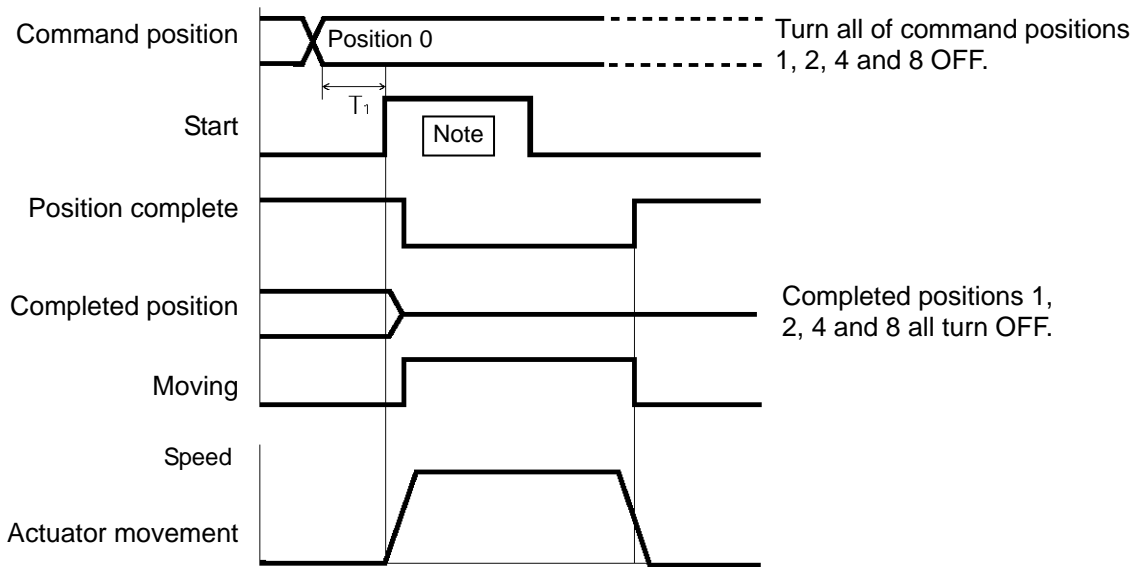 Command position
Position 0
Turn all of command positions
1, 2, 4 and 8 OFF.
T₁
Start
Note
Position complete
Completed position
Completed positions 1,
2, 4 and 8 all turn OFF.
Moving
Speed
Actuator movement